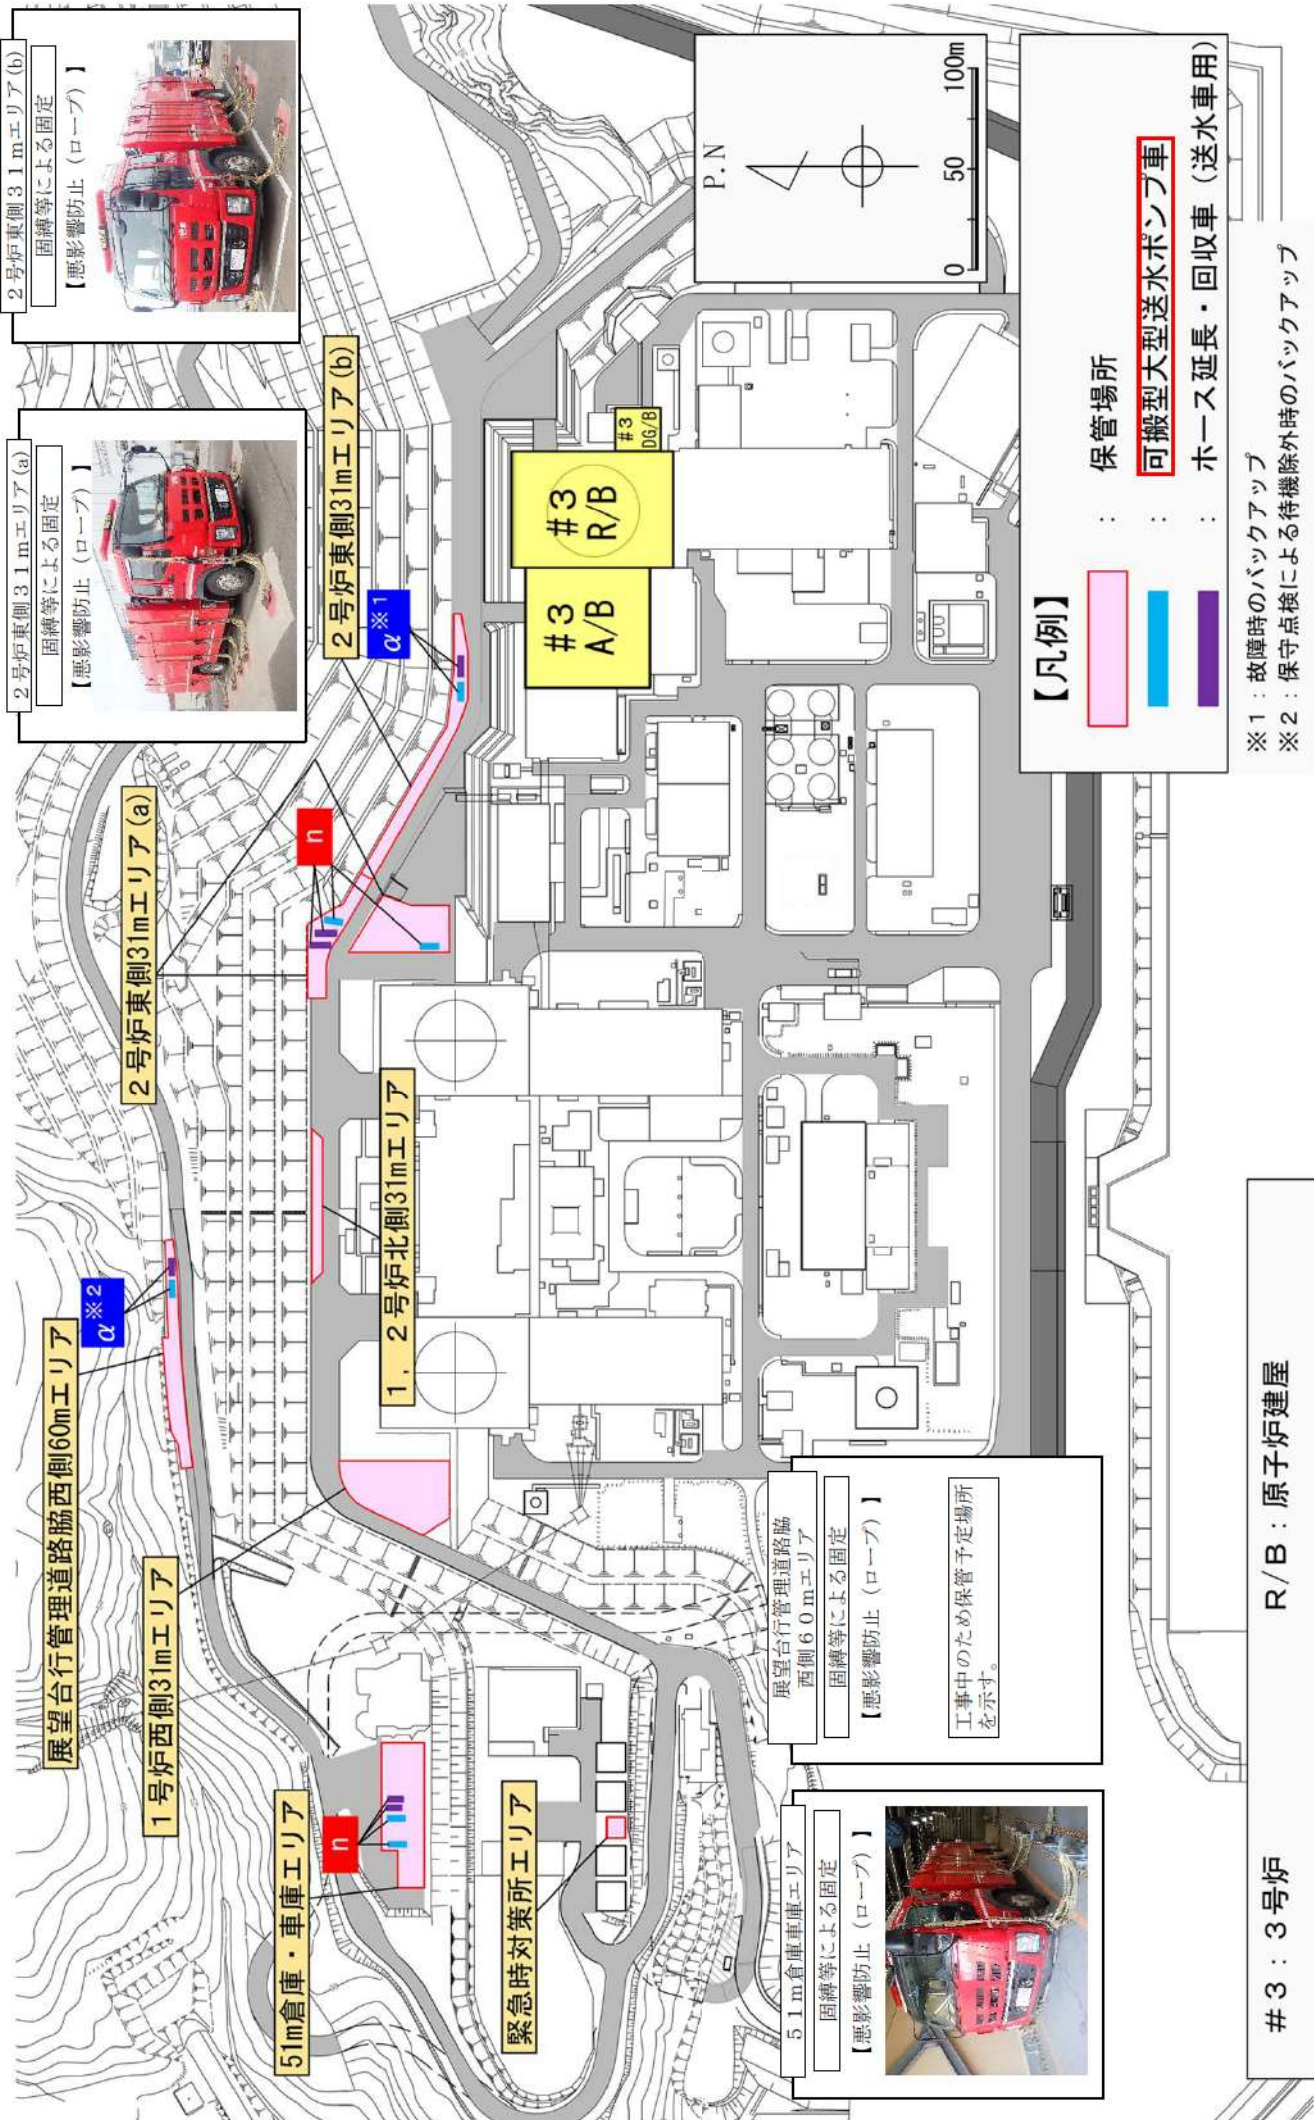 51m倉庫・車庫エリア
n
緊急時対策所エリア
展望台行管理道路脇西側60mエリア
α※2
1号炉西側31mエリア
1,2号炉北側31mエリア
2号炉東側31mエリア(a)
n
2号炉東側31mエリア(b)
α※1
#3
A/B
#3
R/B
#3
DG/B
2号炉東側31mエリア(a)
固縛等による固定
【悪影響防止(ロープ)】
2号炉東側31mエリア(b)
固縛等による固定
【悪影響防止(ロープ)】
51m倉庫車庫エリア
固縛等による固定
【悪影響防止(ロープ)】
展望台行管理道路脇
西側60mエリア
固縛等による固定
【悪影響防止(ロープ)】
工事中のため保管予定場所
を示す。
P.N
0 50 100m
【凡例】
: 保管場所
: 可搬型大型送水ポンプ車
: ホース延長・回収車(送水車用)
※1:故障時のバックアップ
※2:保守点検による待機除外時のバックアップ
#3:3号炉 R/B:原子炉建屋